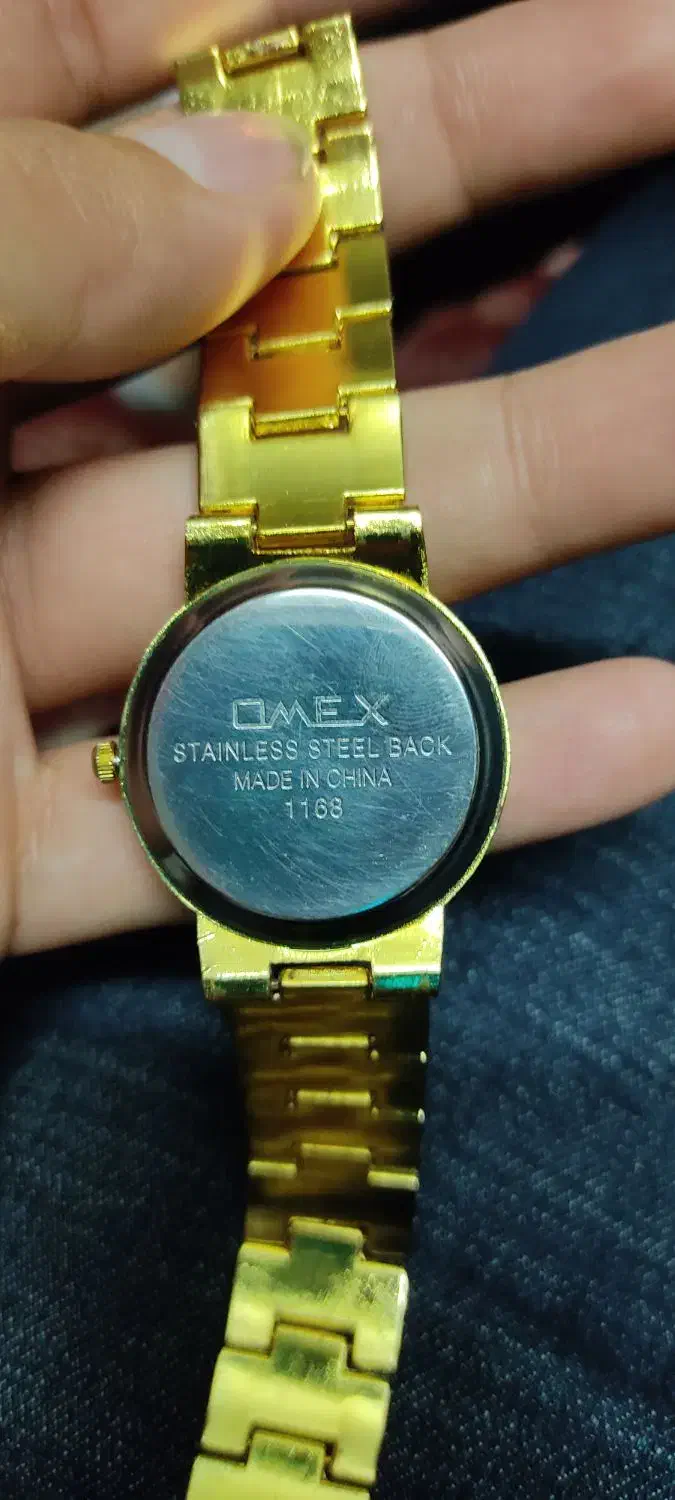 OMEX
STAINLESS STEEL BACK
MADE IN CHINA
1168